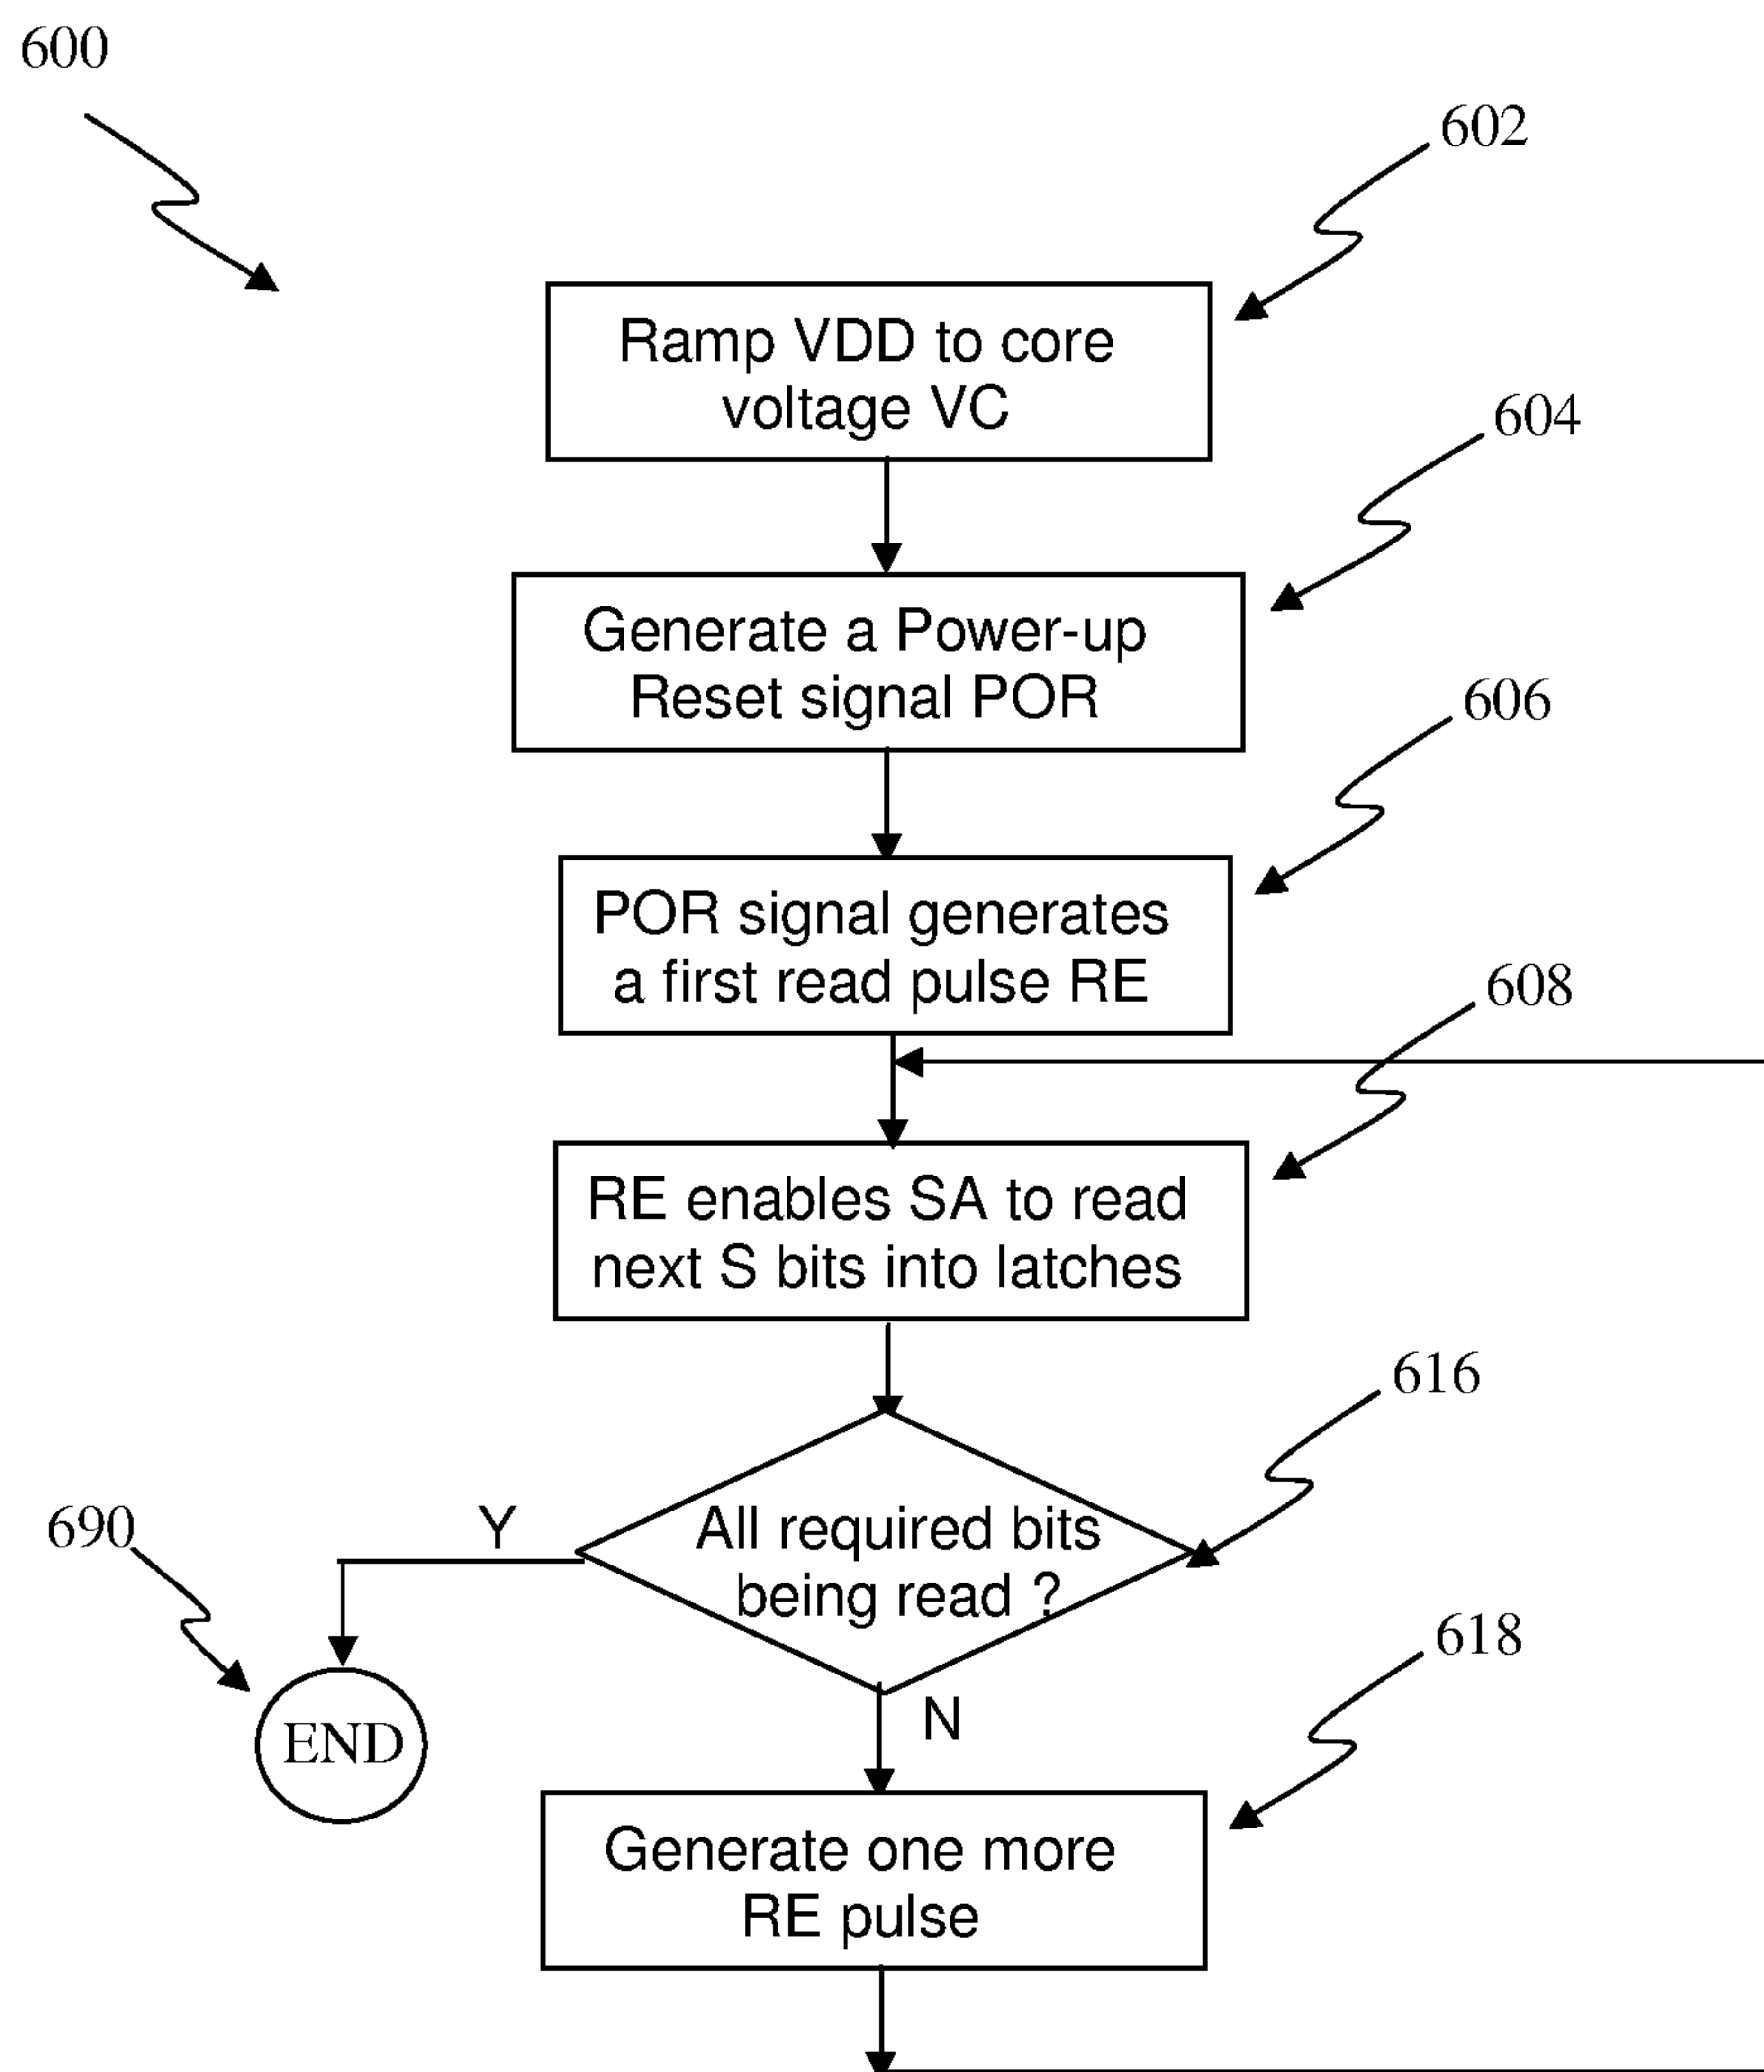 600
602
Ramp VDD to core
voltage VC
604
Generate a Power-up
Reset signal POR
606
POR signal generates
a first read pulse RE
608
RE enables SA to read
next S bits into latches
616
All required bits
being read ?
Y
690
END
N
618
Generate one more
RE pulse